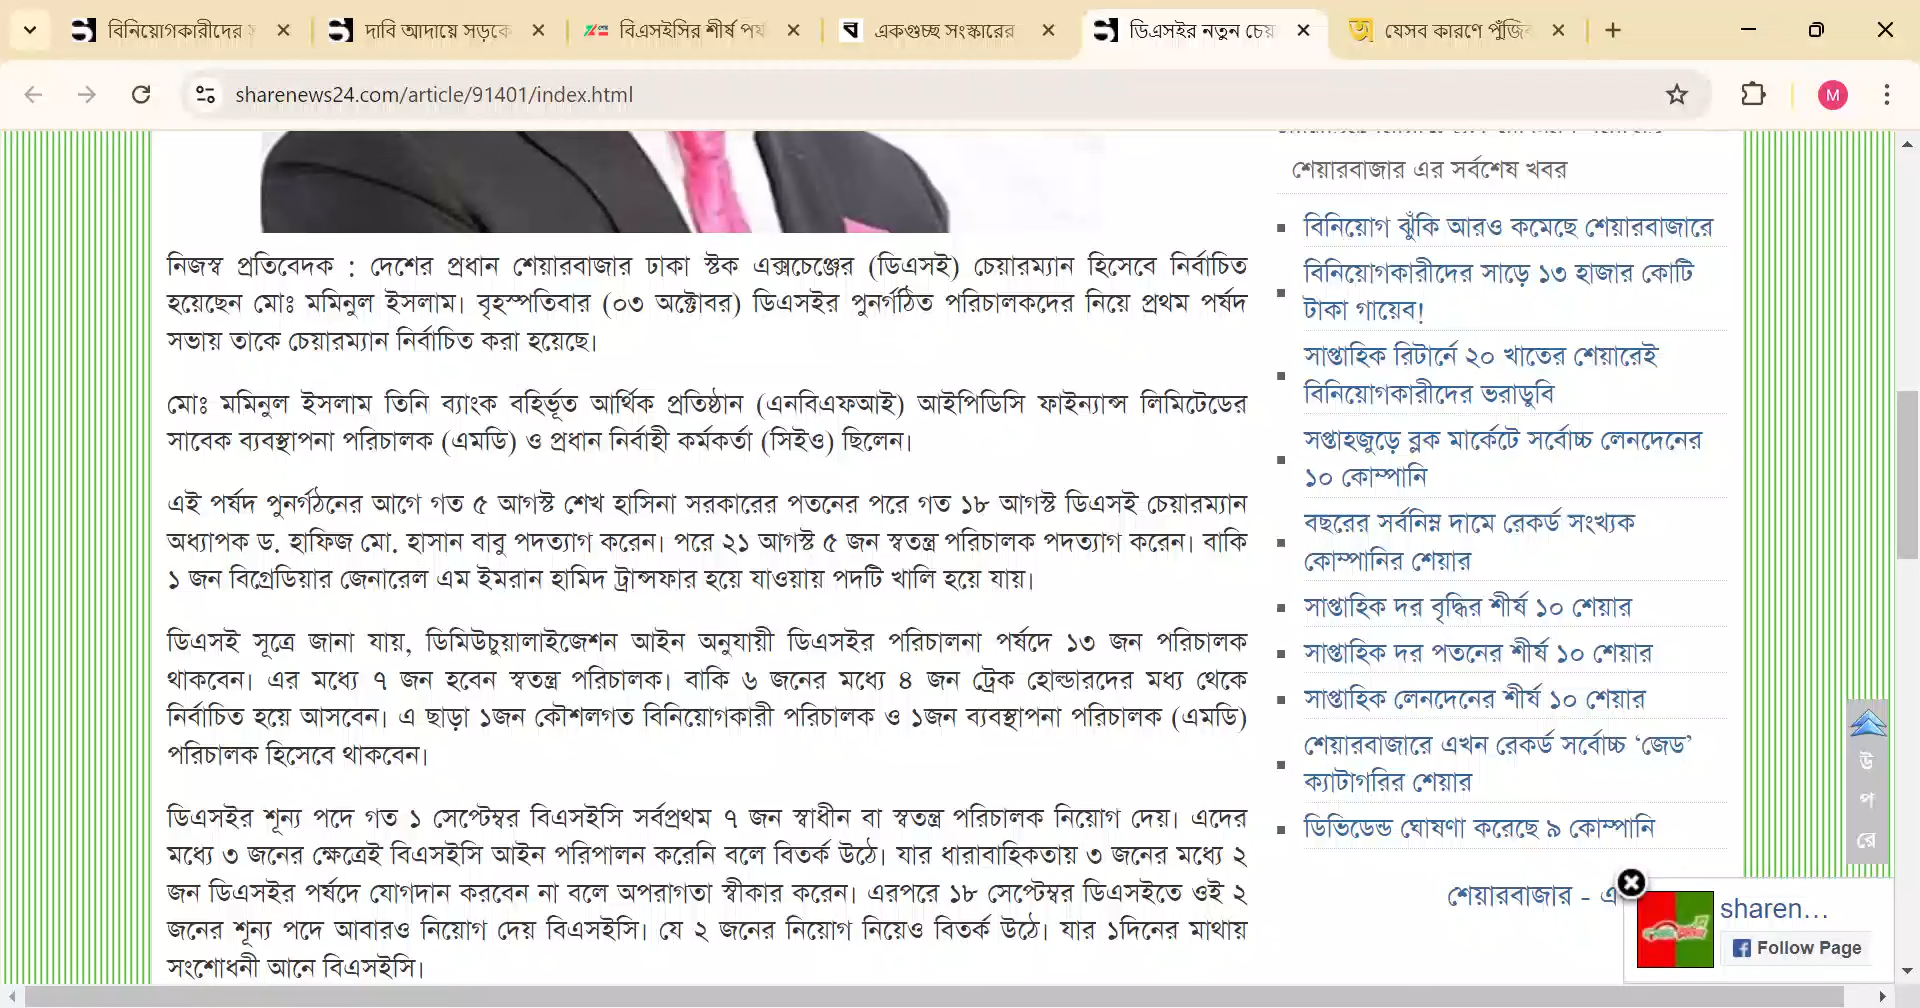 বিনিয়োগকারীদের
দাবি আদায়ে সড়কে
বিএসইসির শীর্ষ পর্য
একগুচ্ছ সংস্কারের
ডিএসইর নতুন চেয়
যেসব কারণে পুঁজিব
sharenews24.com/article/91401/index.html
M
নিজস্ব প্রতিবেদক : দেশের প্রধান শেয়ারবাজার ঢাকা স্টক এক্সচেঞ্জের (ডিএসই) চেয়ারম্যান হিসেবে নির্বাচিত
হয়েছেন মোঃ মমিনুল ইসলাম। বৃহস্পতিবার (০৩ অক্টোবর) ডিএসইর পুনর্গঠিত পরিচালকদের নিয়ে প্রথম পর্ষদ
সভায় তাকে চেয়ারম্যান নির্বাচিত করা হয়েছে।
মোঃ মমিনুল ইসলাম তিনি ব্যাংক বহির্ভূত আর্থিক প্রতিষ্ঠান (এনবিএফআই) আইপিডিসি ফাইন্যান্স লিমিটেডের
সাবেক ব্যবস্থাপনা পরিচালক (এমডি) ও প্রধান নির্বাহী কর্মকর্তা (সিইও) ছিলেন।
এই পর্ষদ পুনর্গঠনের আগে গত ৫ আগস্ট শেখ হাসিনা সরকারের পতনের পরে গত ১৮ আগস্ট ডিএসই চেয়ারম্যান
অধ্যাপক ড. হাফিজ মো. হাসান বাবু পদত্যাগ করেন। পরে ২১ আগস্ট ৫ জন স্বতন্ত্র পরিচালক পদত্যাগ করেন। বাকি
১ জন বিগ্রেডিয়ার জেনারেল এম ইমরান হামিদ ট্রান্সফার হয়ে যাওয়ায় পদটি খালি হয়ে যায়।
ডিএসই সূত্রে জানা যায়, ডিমিউচুয়ালাইজেশন আইন অনুযায়ী ডিএসইর পরিচালনা পর্ষদে ১৩ জন পরিচালক
থাকবেন। এর মধ্যে ৭ জন হবেন স্বতন্ত্র পরিচালক। বাকি ৬ জনের মধ্যে ৪ জন ট্রেক হোল্ডারদের মধ্য থেকে
নির্বাচিত হয়ে আসবেন। এ ছাড়া ১জন কৌশলগত বিনিয়োগকারী পরিচালক ও ১জন ব্যবস্থাপনা পরিচালক (এমডি)
পরিচালক হিসেবে থাকবেন।
ডিএসইর শূন্য পদে গত ১ সেপ্টেম্বর বিএসইসি সর্বপ্রথম ৭ জন স্বাধীন বা স্বতন্ত্র পরিচালক নিয়োগ দেয়। এদের
মধ্যে ৩ জনের ক্ষেত্রেই বিএসইসি আইন পরিপালন করেনি বলে বিতর্ক উঠে। যার ধারাবাহিকতায় ৩ জনের মধ্যে ২
জন ডিএসইর পর্ষদে যোগদান করবেন না বলে অপরাগতা স্বীকার করেন। এরপরে ১৮ সেপ্টেম্বর ডিএসইতে ওই ২
জনের শূন্য পদে আবারও নিয়োগ দেয় বিএসইসি। যে ২ জনের নিয়োগ নিয়েও বিতর্ক উঠে। যার ১দিনের মাথায়
সংশোধনী আনে বিএসইসি।
শেয়ারবাজার এর সর্বশেষ খবর
বিনিয়োগ ঝুঁকি আরও কমেছে শেয়ারবাজারে
বিনিয়োগকারীদের সাড়ে ১৩ হাজার কোটি
টাকা গায়েব!
সাপ্তাহিক রিটার্নে ২০ খাতের শেয়ারেই
বিনিয়োগকারীদের ভরাডুবি
সপ্তাহজুড়ে ব্লক মার্কেটে সর্বোচ্চ লেনদেনের
১০ কোম্পানি
বছরের সর্বনিম্ন দামে রেকর্ড সংখ্যক
কোম্পানির শেয়ার
সাপ্তাহিক দর বৃদ্ধির শীর্ষ ১০ শেয়ার
সাপ্তাহিক দর পতনের শীর্ষ ১০ শেয়ার
সাপ্তাহিক লেনদেনের শীর্ষ ১০ শেয়ার
শেয়ারবাজারে এখন রেকর্ড সর্বোচ্চ ‘জেড’
ক্যাটাগরির শেয়ার
ডিভিডেন্ড ঘোষণা করেছে ৯ কোম্পানি
শেয়ারবাজার - এ
উ
প
রে
sharen...
Follow Page